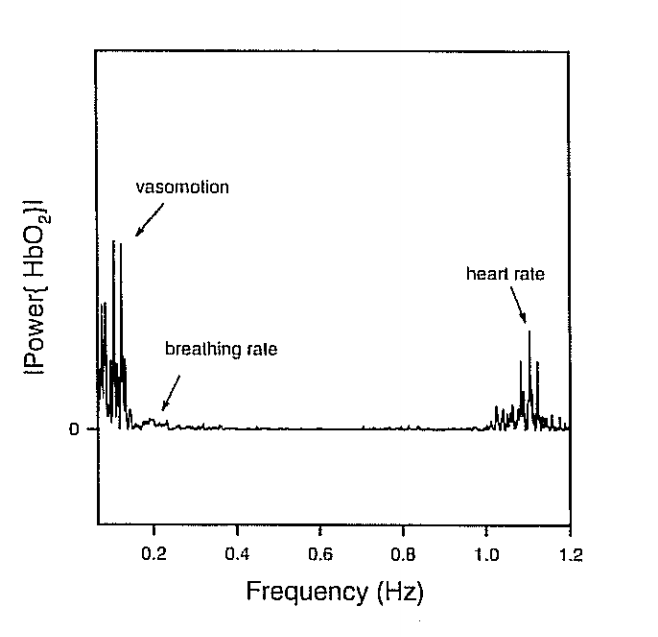 vasomotion
heart rate
breathing rate
|Power{ HbO2}|
0
0.2 0.4 0.6 0.8 1.0 1.2
Frequency (Hz)